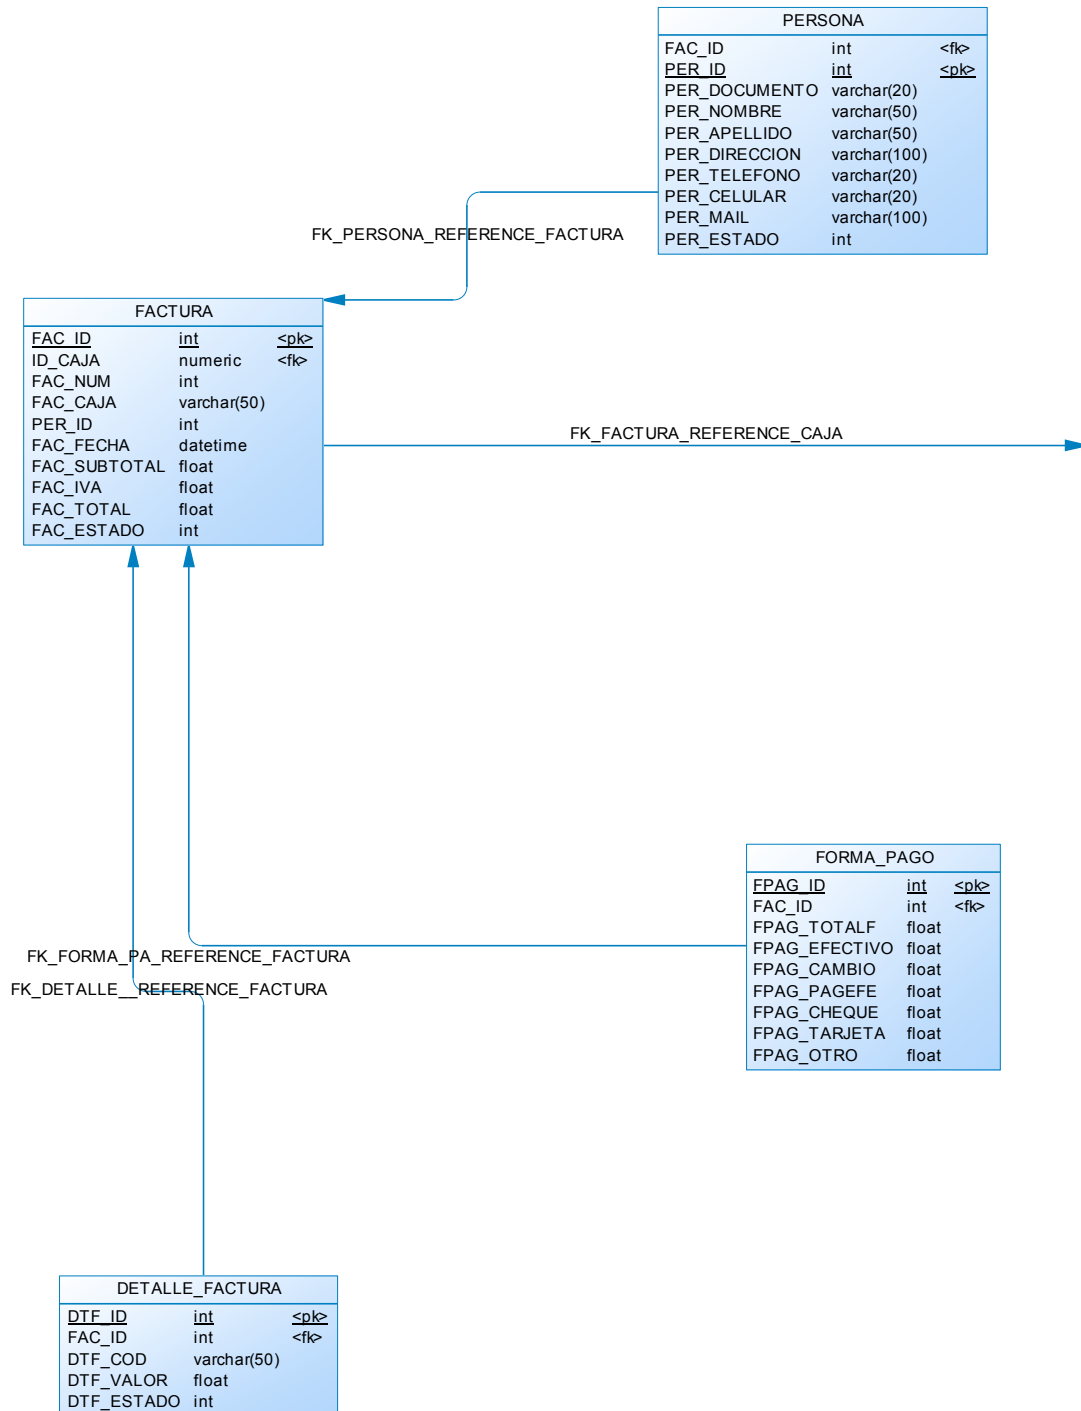 PERSONA
FAC_ID int <fk>
PER_ID int <pk>
PER_DOCUMENTO varchar(20)
PER_NOMBRE varchar(50)
PER_APELLIDO varchar(50)
PER_DIRECCION varchar(100)
PER_TELEFONO varchar(20)
PER_CELULAR varchar(20)
PER_MAIL varchar(100)
PER_ESTADO int
FK_PERSONA_REFERENCE_FACTURA
FACTURA
FAC_ID int <pk>
ID_CAJA numeric <fk>
FAC_NUM int
FAC_CAJA varchar(50)
PER_ID int
FAC_FECHA datetime
FAC_SUBTOTAL float
FAC_IVA float
FAC_TOTAL float
FAC_ESTADO int
FK_FACTURA_REFERENCE_CAJA
FORMA_PAGO
FPAG_ID int <pk>
FAC_ID int <fk>
FPAG_TOTALF float
FPAG_EFECTIVO float
FPAG_CAMBIO float
FPAG_PAGEFE float
FPAG_CHEQUE float
FPAG_TARJETA float
FPAG_OTRO float
FK_FORMA_PA_REFERENCE_FACTURA
FK_DETALLE__REFERENCE_FACTURA
DETALLE_FACTURA
DTF_ID int <pk>
FAC_ID int <fk>
DTF_COD varchar(50)
DTF_VALOR float
DTF_ESTADO int